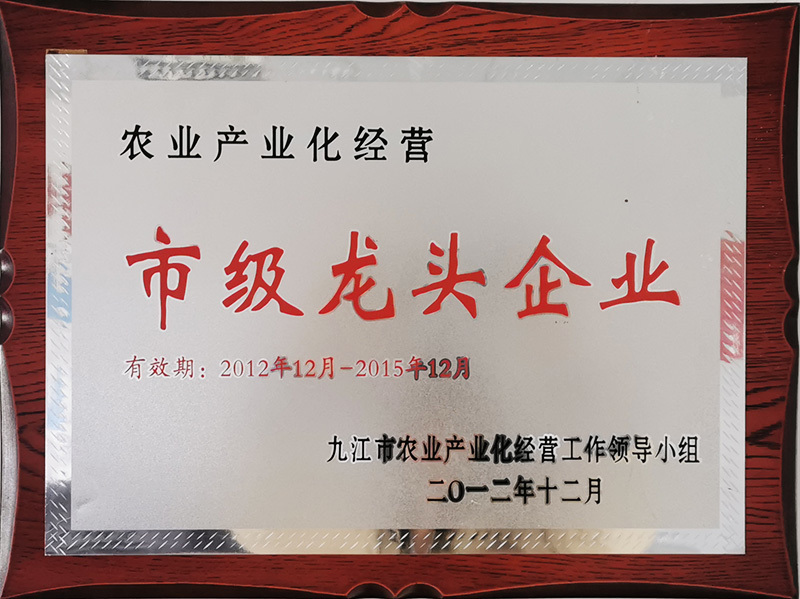 农业产业化经营
市级龙头企业
有效期：2012年12月-2015年12月
九江市农业产业化经营工作领导小组
二〇一二年十二月